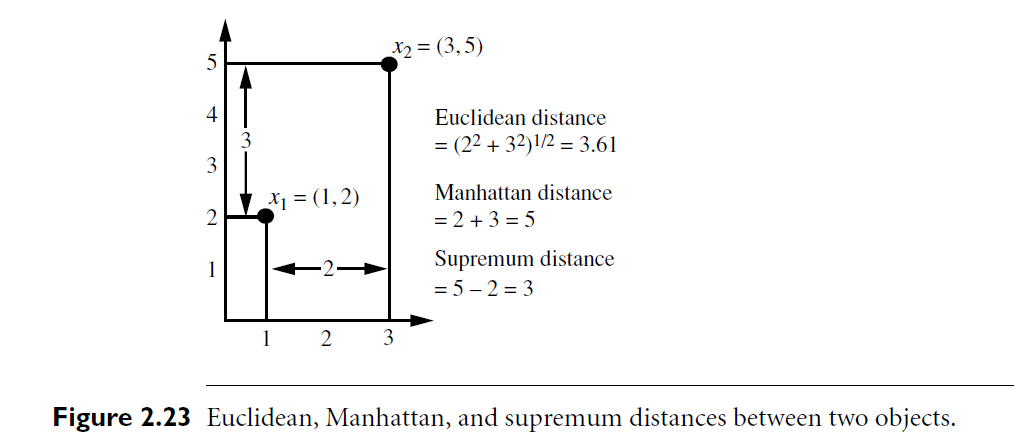 x₂ = (3, 5)
5
4
3
3
x₁ = (1, 2)
2
1
2
1 2 3
Euclidean distance
= (2² + 3²)¹/² = 3.61
Manhattan distance
= 2 + 3 = 5
Supremum distance
= 5 – 2 = 3
Figure 2.23 Euclidean, Manhattan, and supremum distances between two objects.